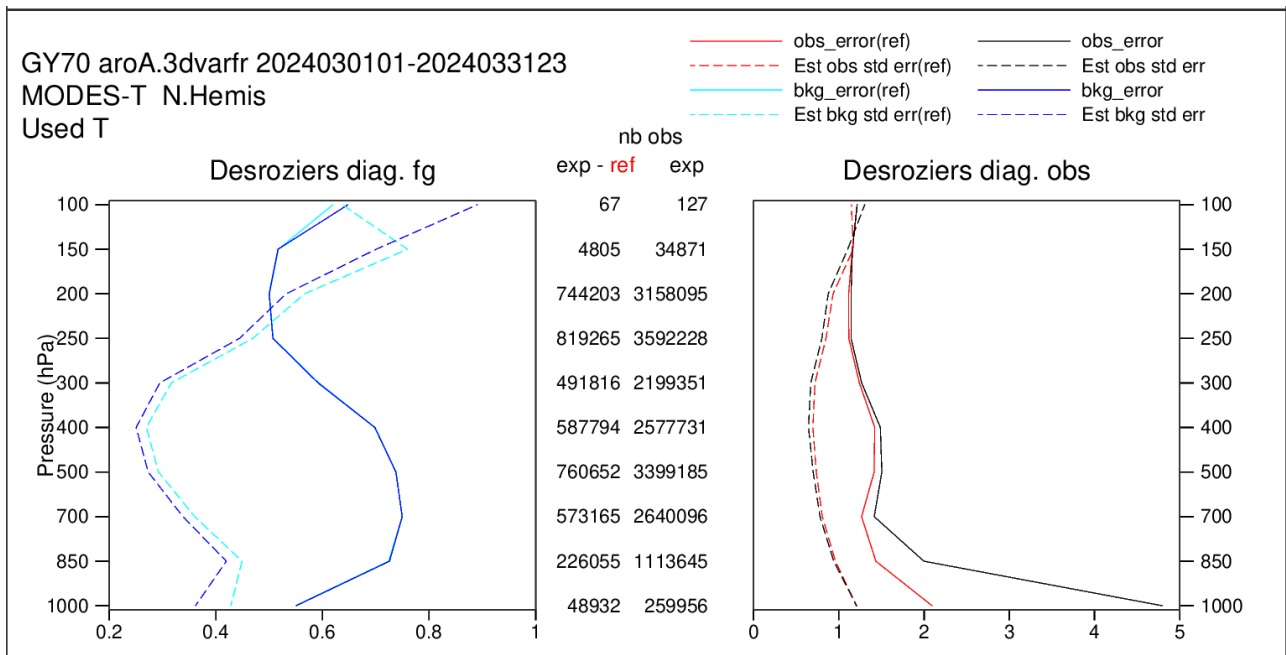 GY70 aroA.3dvarfr 2024030101-2024033123
MODES-T N.Hemis
Used T
obs_error(ref)
Est obs std err(ref)
bkg_error(ref)
Est bkg std err(ref)
obs_error
Est obs std err
bkg_error
Est bkg std err
Desroziers diag. fg
nb obs
exp - ref exp
Desroziers diag. obs
Pressure (hPa)
100 67 127 100
150 4805 34871 150
200 744203 3158095 200
250 819265 3592228 250
300 491816 2199351 300
400 587794 2577731 400
500 760652 3399185 500
700 573165 2640096 700
850 226055 1113645 850
1000 48932 259956 1000
0.2 0.4 0.6 0.8 1
0 1 2 3 4 5